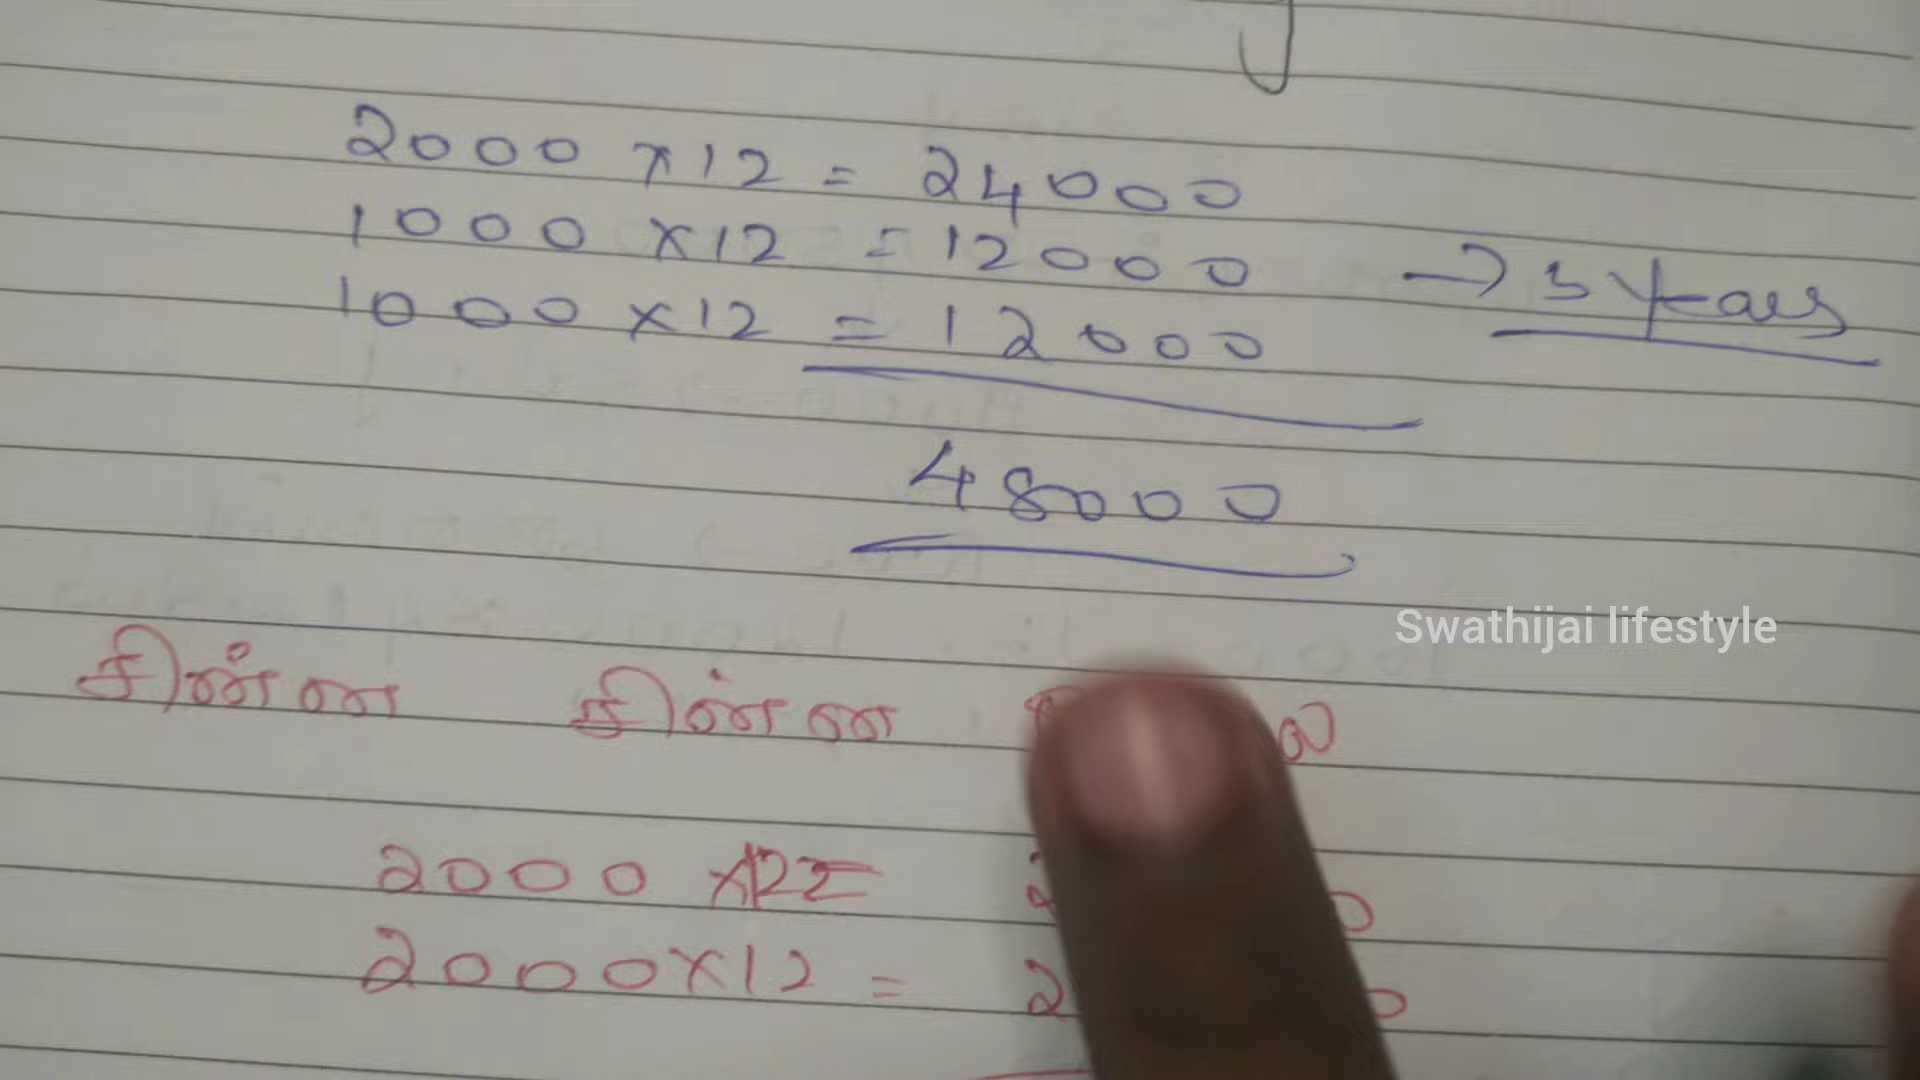 2000 x12 = 24000
1000 x12 = 12000 → 3 Years
1000 x12 = 12000
48000
Swathijai lifestyle
சின்ன சின்ன
2000 x12=
2000x12 =